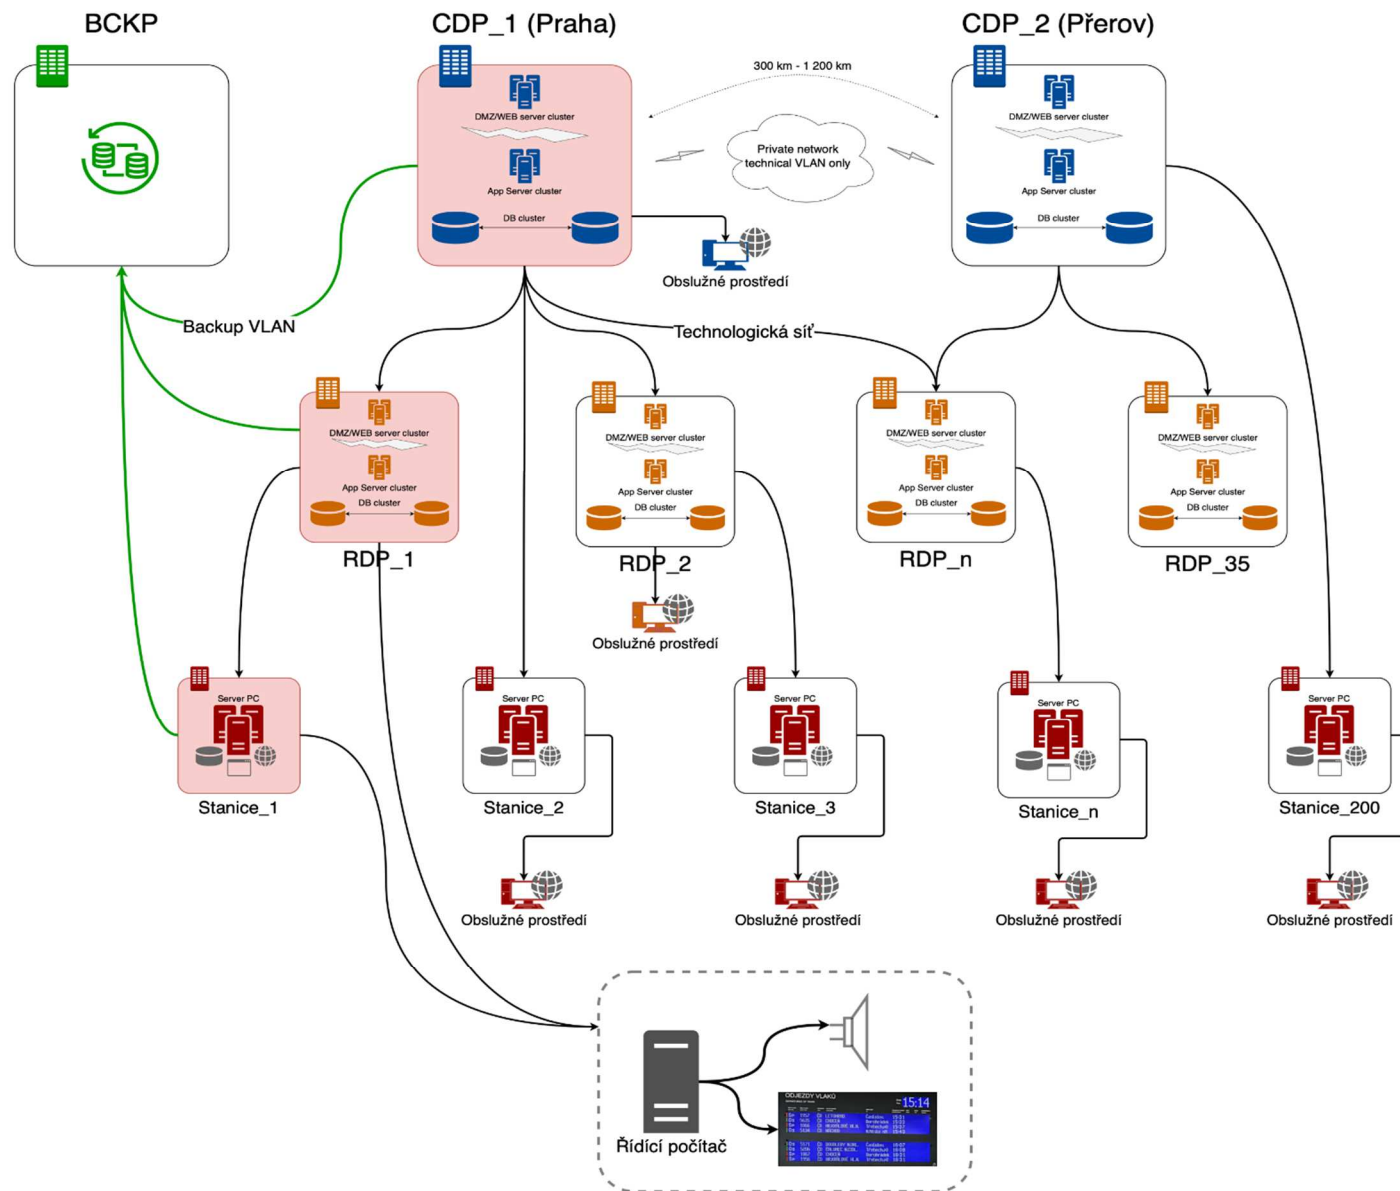 BCKP
CDP_1 (Praha)
CDP_2 (Přerov)
300 km - 1 200 km
DMZ/WEB server cluster
DMZ/WEB server cluster
Private network
technical VLAN only
App Server cluster
App Server cluster
DB cluster
DB cluster
Obslužné prostředí
Backup VLAN
Technologická síť
DMZ/WEB server cluster
DMZ/WEB server cluster
DMZ/WEB server cluster
DMZ/WEB server cluster
App Server cluster
App Server cluster
App Server cluster
App Server cluster
DB cluster
DB cluster
DB cluster
DB cluster
RDP_1
RDP_2
RDP_n
RDP_35
Obslužné prostředí
Server PC
Server PC
Server PC
Server PC
Server PC
Stanice_1
Stanice_2
Stanice_3
Stanice_n
Stanice_200
Obslužné prostředí
Obslužné prostředí
Obslužné prostředí
Obslužné prostředí
ODJEZDY VLAKŮ
15:14
Řídící počítač